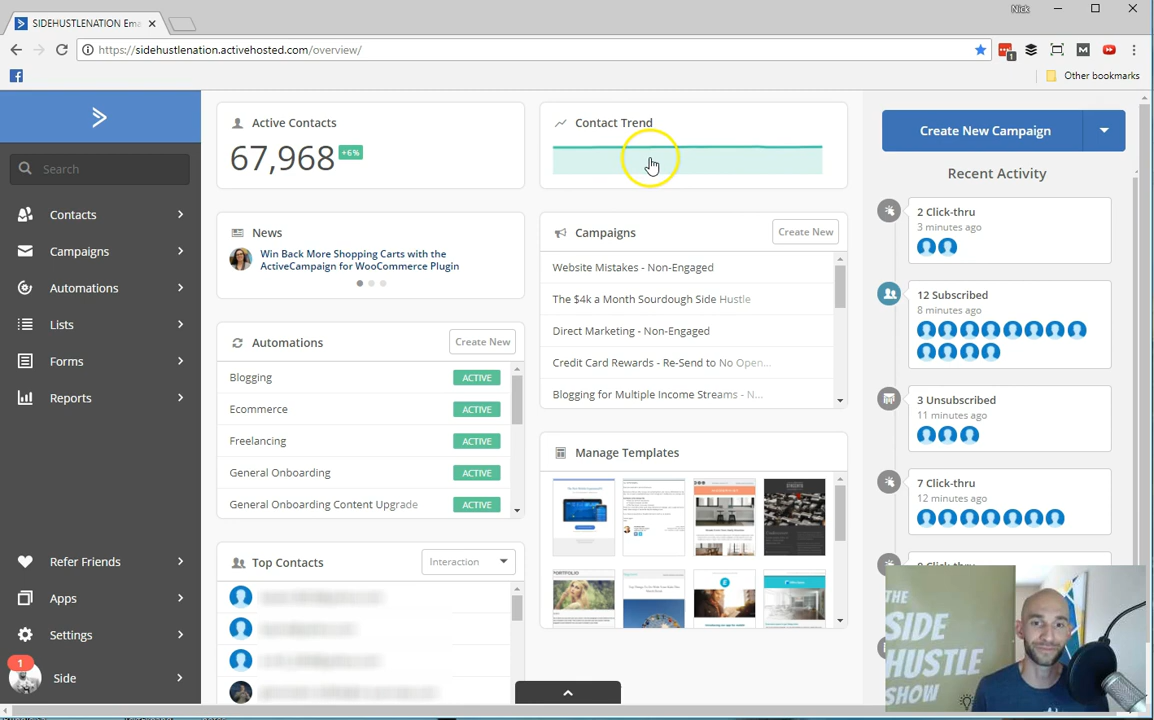 Nick
SIDEHUSTLENATION Ema
https://sidehustlenation.activehosted.com/overview/
1
Other bookmarks
Search
Contacts
Campaigns
Automations
Lists
Forms
Reports
Refer Friends
Apps
Settings
1
Side
Active Contacts
67,968 +6%
Contact Trend
News
Win Back More Shopping Carts with the
ActiveCampaign for WooCommerce Plugin
Campaigns
Create New
Website Mistakes - Non-Engaged
The $4k a Month Sourdough Side Hustle
Direct Marketing - Non-Engaged
Credit Card Rewards - Re-Send to No Open...
Blogging for Multiple Income Streams - N...
Automations
Create New
Blogging ACTIVE
Ecommerce ACTIVE
Freelancing ACTIVE
General Onboarding ACTIVE
General Onboarding Content Upgrade ACTIVE
Manage Templates
PORTFOLIO
Top Contacts
Interaction
Create New Campaign
Recent Activity
2 Click-thru
3 minutes ago
12 Subscribed
8 minutes ago
3 Unsubscribed
11 minutes ago
7 Click-thru
12 minutes ago
THE
SIDE
HUSTLE
SHOW